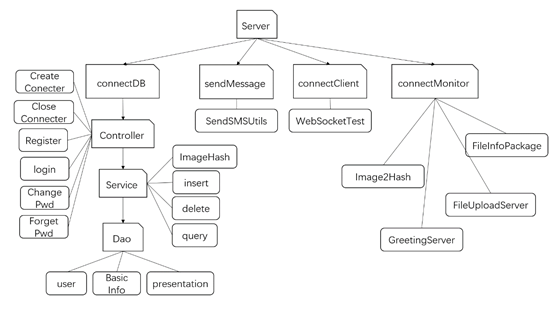 Server
connectDB
sendMessage
connectClient
connectMonitor
Create
Conecter
Close
Connecter
Register
login
Change
Pwd
Forget
Pwd
Controller
SendSMSUtils
WebSocketTest
ImageHash
Service
insert
delete
query
Dao
user
Basic
Info
presentation
FileInfoPackage
Image2Hash
FileUploadServer
GreetingServer